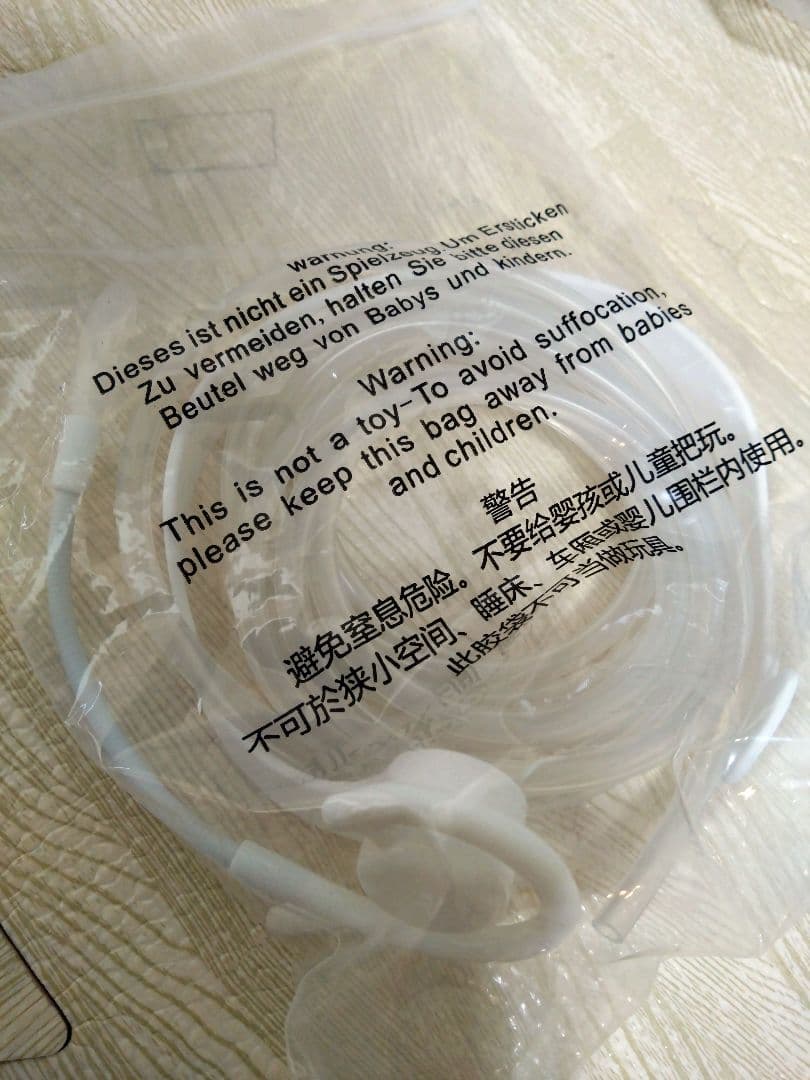 Warnung:
Dieses ist nicht ein Spielzeug.Um Ersticken
Zu vermeiden, halten Sie bitte diesen
Beutel weg von Babys und kindern.
Warning:
This is not a toy-To avoid suffocation,
please keep this bag away from babies
and children.
警告
避免窒息危险。不要给婴孩或儿童把玩。
不可於狭小空间、睡床、车厢或婴儿围栏内使用。
此胶袋不可当做玩具。